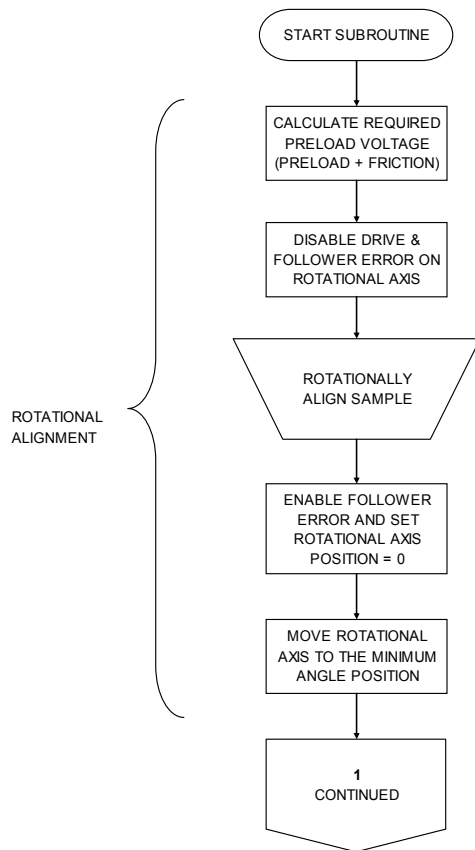 START SUBROUTINE
CALCULATE REQUIRED
PRELOAD VOLTAGE
(PRELOAD + FRICTION)
DISABLE DRIVE &
FOLLOWER ERROR ON
ROTATIONAL AXIS
ROTATIONALLY
ALIGN SAMPLE
ROTATIONAL
ALIGNMENT
ENABLE FOLLOWER
ERROR AND SET
ROTATIONAL AXIS
POSITION = 0
MOVE ROTATIONAL
AXIS TO THE MINIMUM
ANGLE POSITION
1
CONTINUED